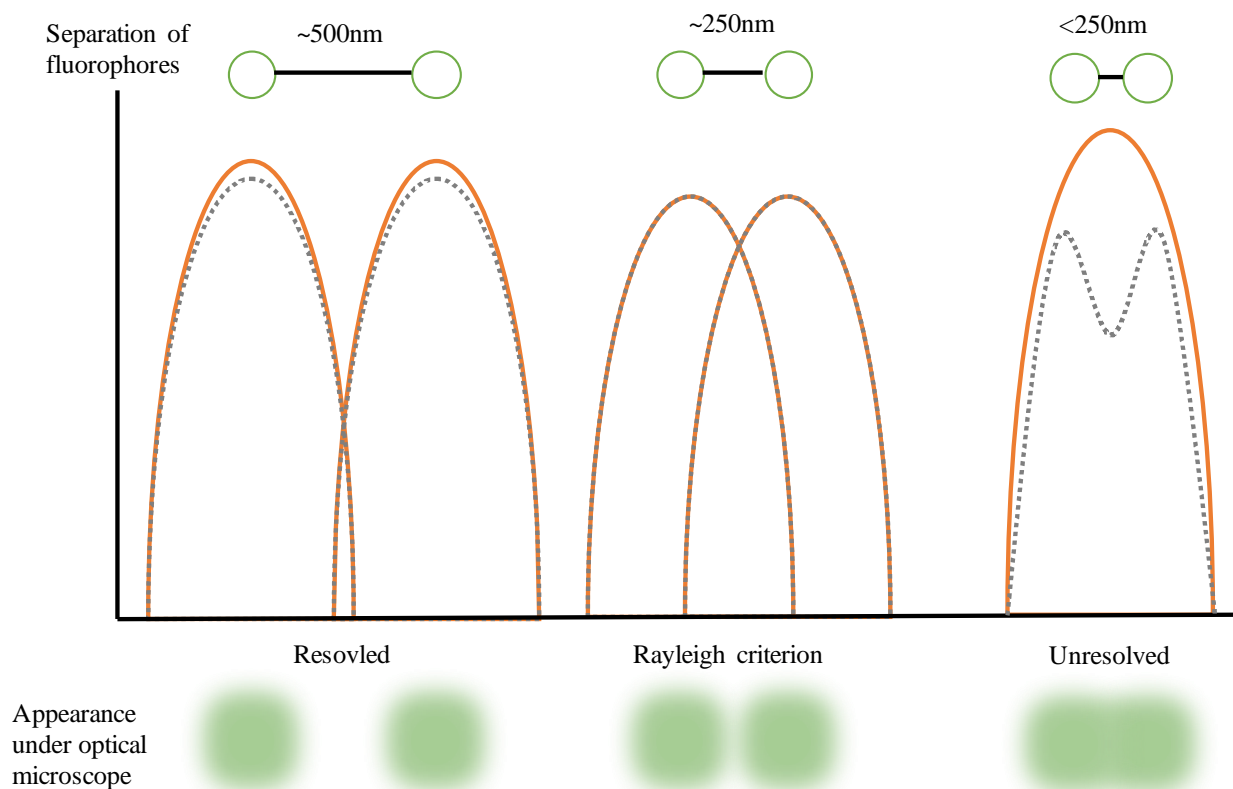 Separation of
fluorophores
~500nm
~250nm
<250nm
Resovled
Rayleigh criterion
Unresolved
Appearance
under optical
microscope